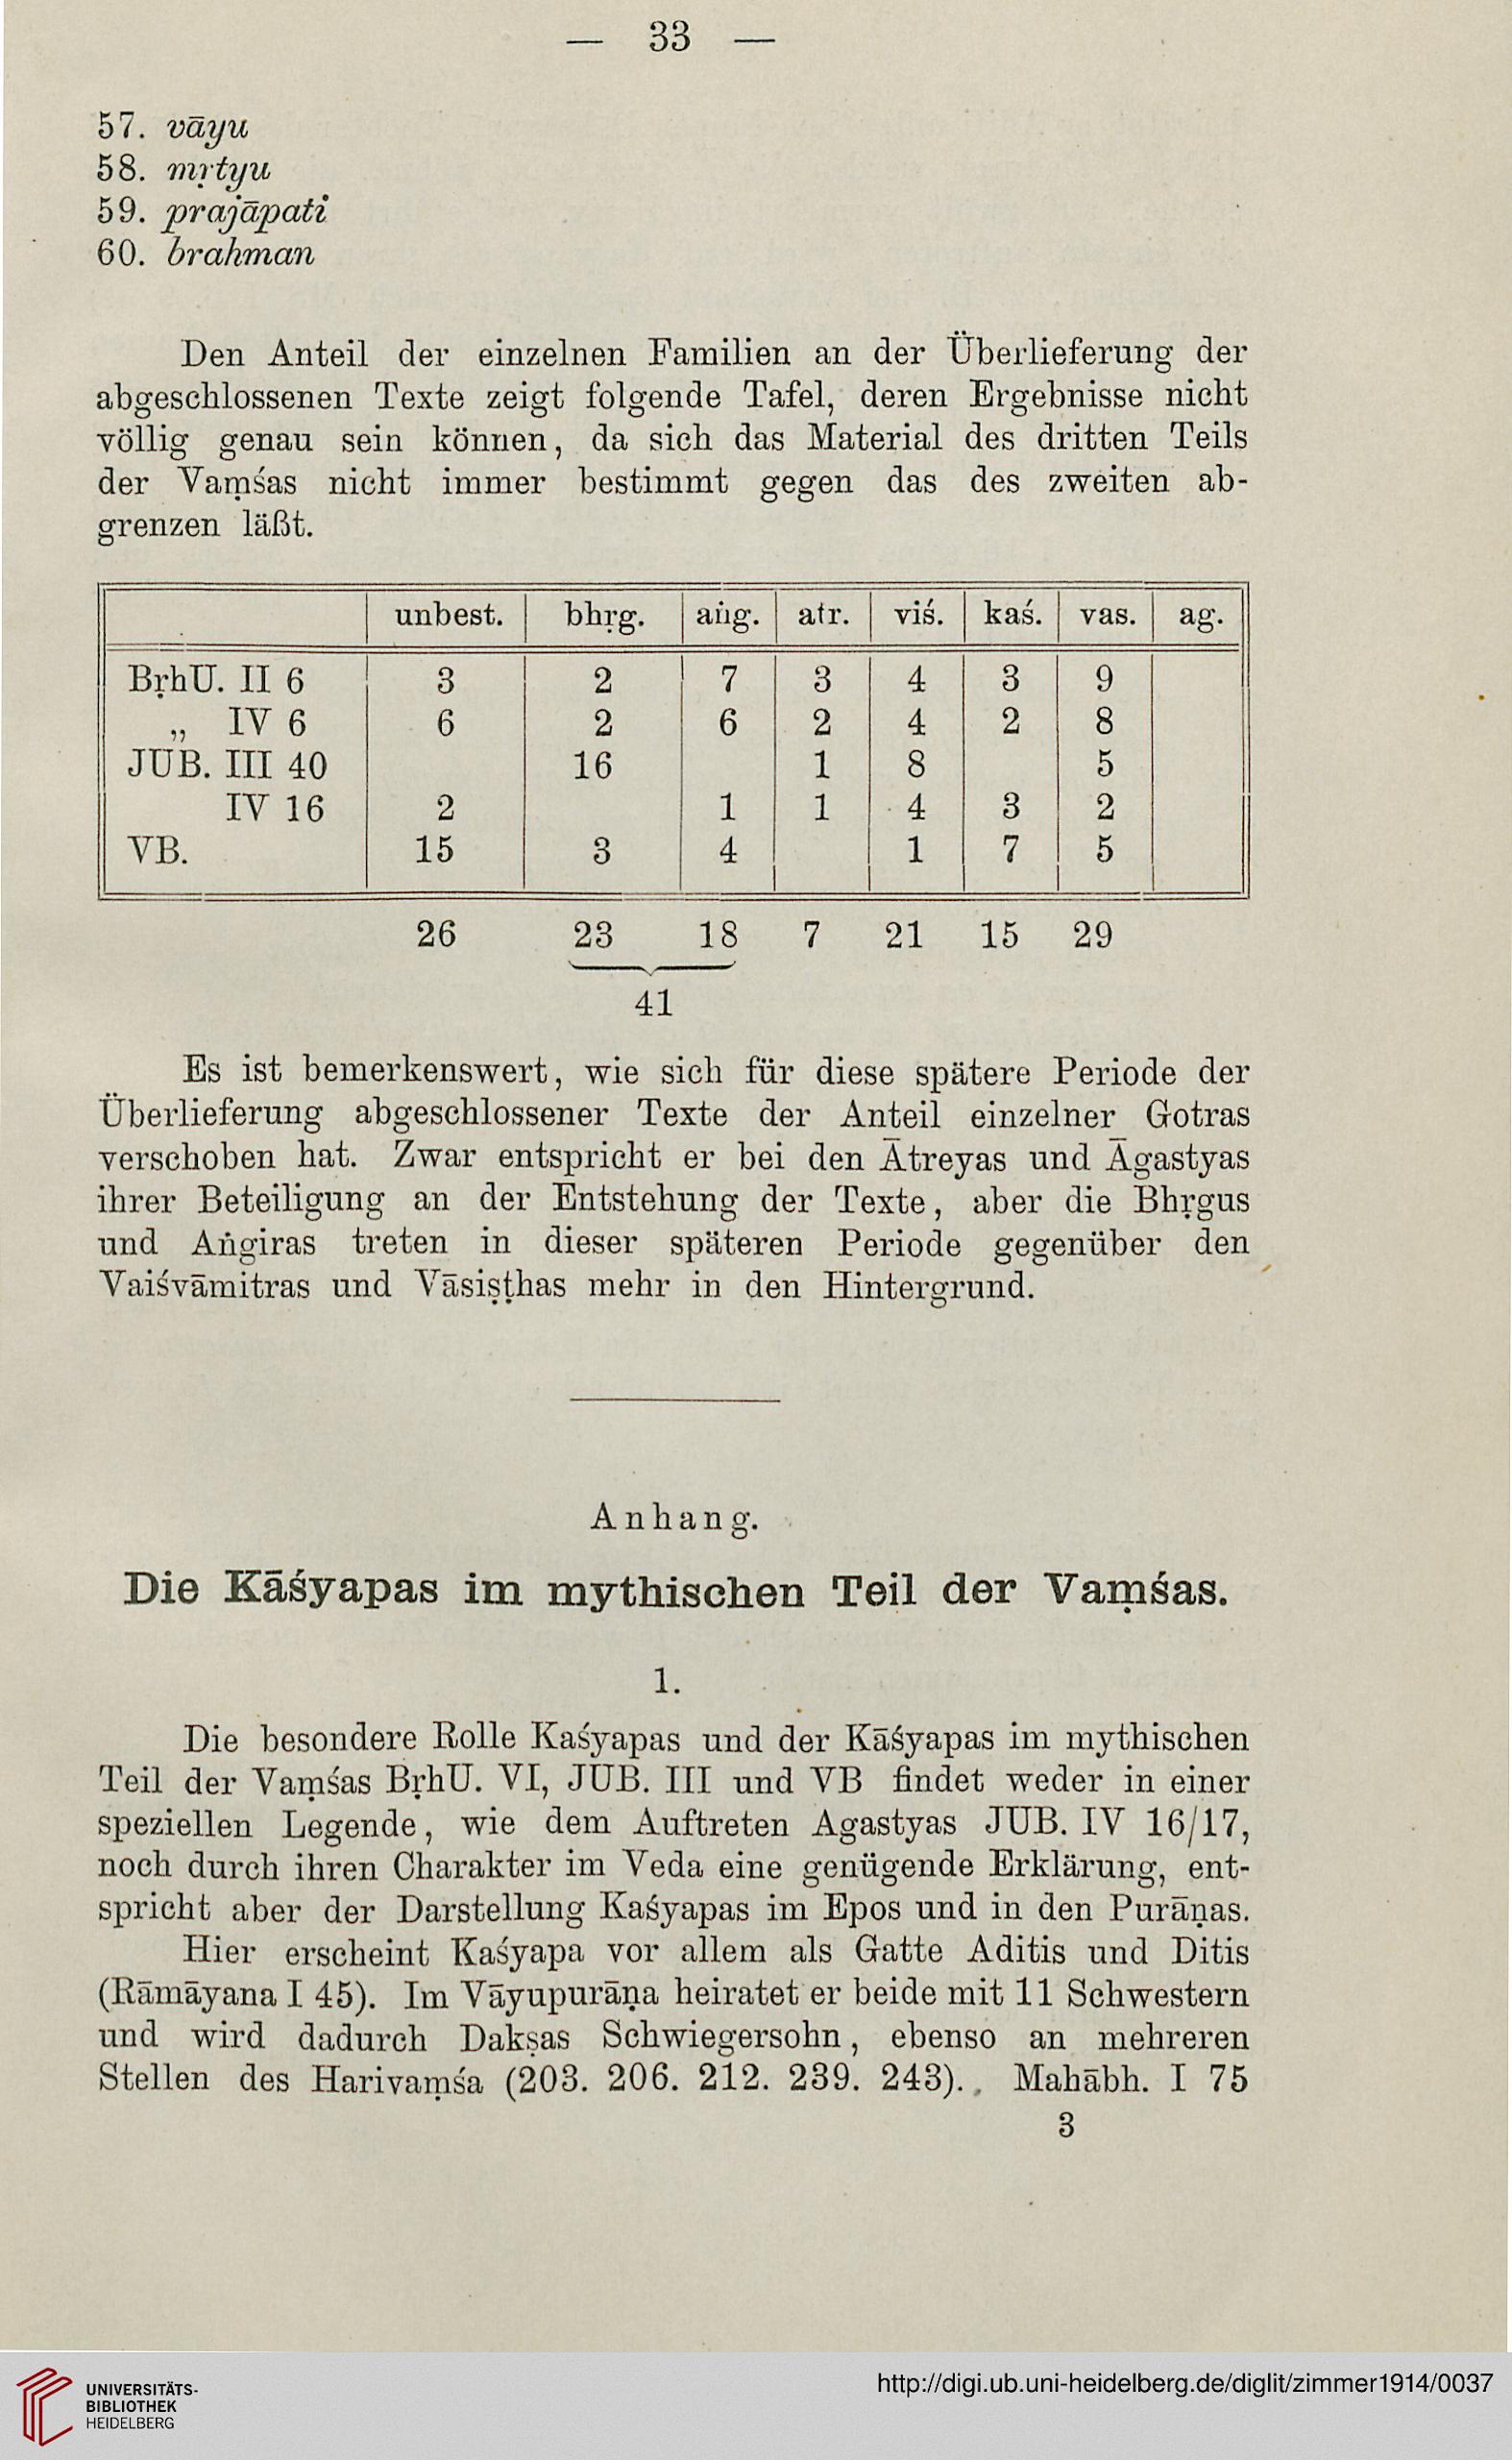 — 33 —
57. vāyu
58. mṛtyu
59. prajāpati
60. brahman
Den Anteil der einzelnen Familien an der Überlieferung der
abgeschlossenen Texte zeigt folgende Tafel, deren Ergebnisse nicht
völlig genau sein können, da sich das Material des dritten Teils
der Vaṃśas nicht immer bestimmt gegen das des zweiten ab-
grenzen läßt.
unbest. bhṛg. aṅg. atr. viś. kaś. vas. ag.
BṛhU. II 6 3 2 7 3 4 3 9
„ IV 6 6 2 6 2 4 2 8
JUB. III 40 16 1 8 5
IV 16 2 1 1 4 3 2
VB. 15 3 4 1 7 5
26 23 18 7 21 15 29
41
Es ist bemerkenswert, wie sich für diese spätere Periode der
Überlieferung abgeschlossener Texte der Anteil einzelner Gotras
verschoben hat. Zwar entspricht er bei den Ātreyas und Āgastyas
ihrer Beteiligung an der Entstehung der Texte, aber die Bhṛgus
und Aṅgiras treten in dieser späteren Periode gegenüber den
Vaiśvāmitras und Vāsiṣṭhas mehr in den Hintergrund.
Anhang.
Die Kāśyapas im mythischen Teil der Vaṃśas.
1.
Die besondere Rolle Kaśyapas und der Kāśyapas im mythischen
Teil der Vaṃśas BṛhU. VI, JUB. III und VB findet weder in einer
speziellen Legende, wie dem Auftreten Agastyas JUB. IV 16/17,
noch durch ihren Charakter im Veda eine genügende Erklärung, ent-
spricht aber der Darstellung Kaśyapas im Epos und in den Purāṇas.
Hier erscheint Kaśyapa vor allem als Gatte Aditis und Ditis
(Rāmāyana I 45). Im Vāyupurāṇa heiratet er beide mit 11 Schwestern
und wird dadurch Dakṣas Schwiegersohn, ebenso an mehreren
Stellen des Harivaṃśa (203. 206. 212. 239. 243). Mahābh. I 75
3
UNIVERSITÄTS-
BIBLIOTHEK
HEIDELBERG
http://digi.ub.uni-heidelberg.de/diglit/zimmer1914/0037